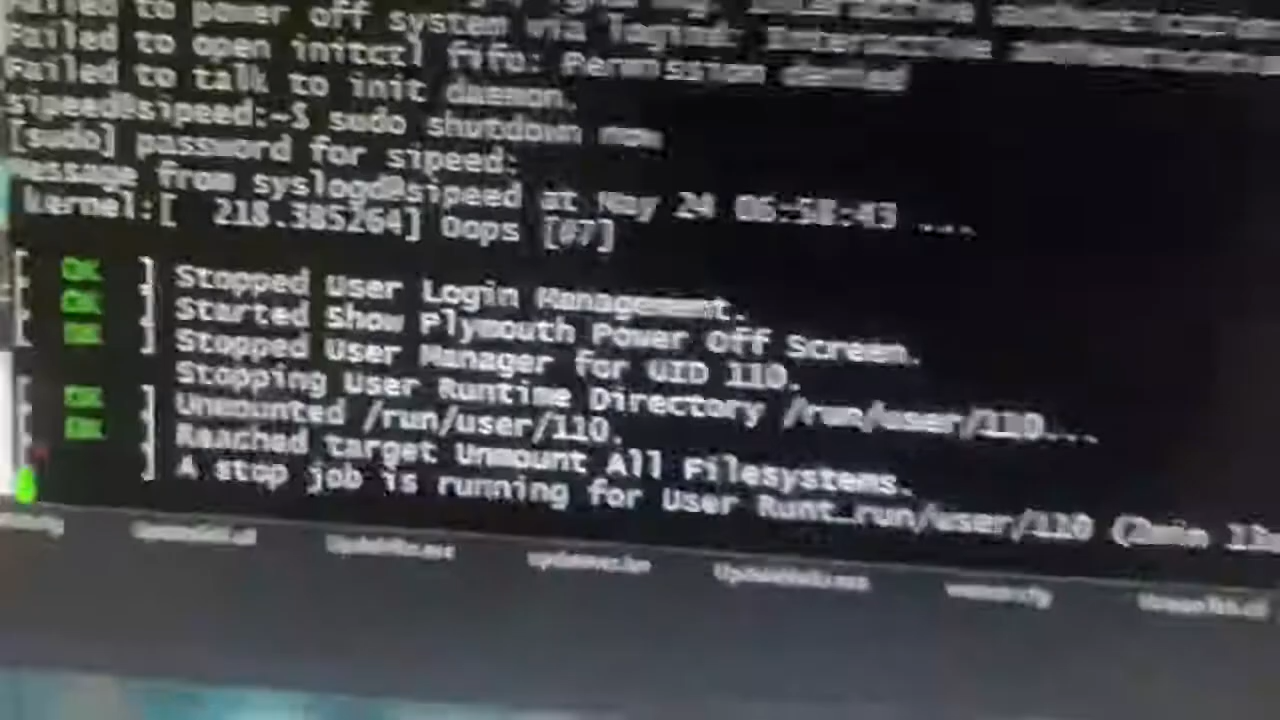 Failed to power off system via logind: Interactive authentication
Failed to open initctl fifo: Permission denied
Failed to talk to init daemon.
sipeed@sipeed:~$ sudo shutdown now
[sudo] password for sipeed:
Message from syslogd@sipeed at May 24 06:58:43 ...
kernel:[ 218.385264] Oops [#7]
[ OK ] Stopped User Login Management.
[ OK ] Started Show Plymouth Power Off Screen.
[ OK ] Stopped User Manager for UID 110.
Stopping User Runtime Directory /run/user/110...
[ OK ] Unmounted /run/user/110.
[ OK ] Reached target Unmount All Filesystems.
] A stop job is running for User Runt…run/user/110 (2min